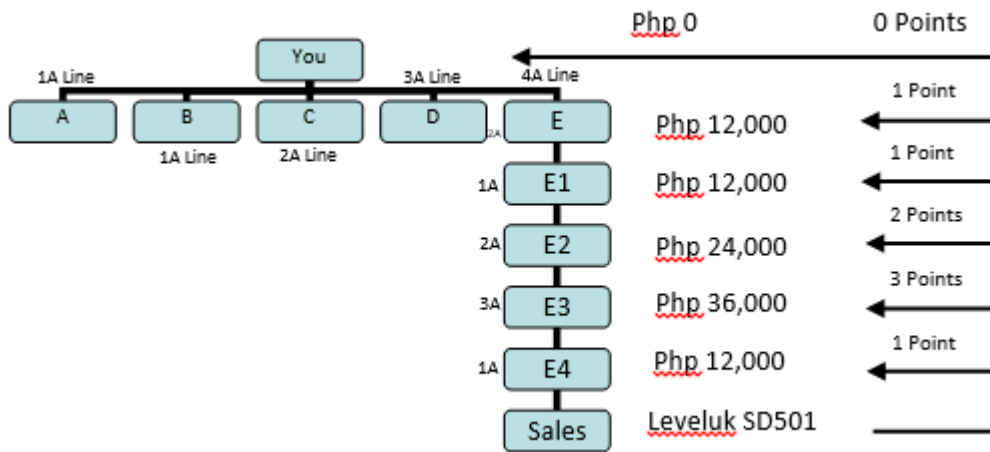 Php 0 0 Points
You
1A Line 3A Line 4A Line
1 Point
A B C D 2A E Php 12,000
1A Line 2A Line
1 Point
1A E1 Php 12,000
2 Points
2A E2 Php 24,000
3 Points
3A E3 Php 36,000
1 Point
1A E4 Php 12,000
Sales Leveluk SD501